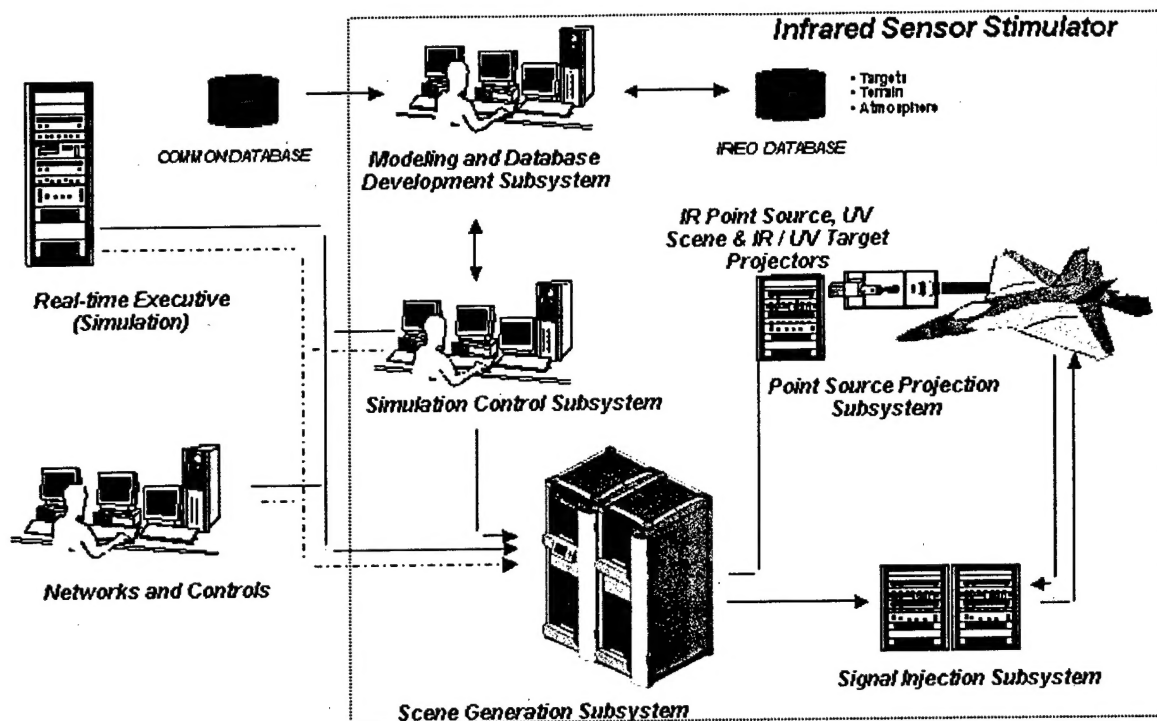 Infrared Sensor Stimulator
• Targets
• Terrain
• Atmosphere
COMMON DATABASE
Modeling and Database
Development Subsystem
IR/EO DATABASE
IR Point Source, UV
Scene & IR / UV Target
Projectors
Real-time Executive
(Simulation)
Simulation Control Subsystem
Point Source Projection
Subsystem
Networks and Controls
Signal Injection Subsystem
Scene Generation Subsystem